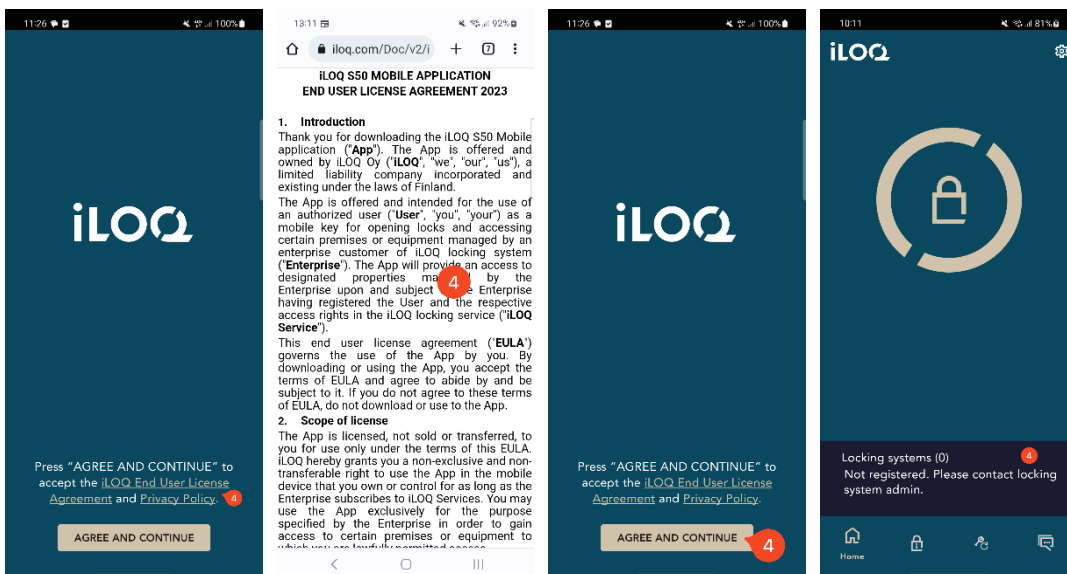 11:26 100%
iLOQ
Press "AGREE AND CONTINUE" to
accept the iLOQ End User License
Agreement and Privacy Policy.
4
AGREE AND CONTINUE
13:11 92%
iloq.com/Doc/v2/i
7
iLOQ S50 MOBILE APPLICATION
END USER LICENSE AGREEMENT 2023
1. Introduction
Thank you for downloading the iLOQ S50 Mobile
application ("App"). The App is offered and
owned by iLOQ Oy ("iLOQ", "we", "our", "us"), a
limited liability company incorporated and
existing under the laws of Finland.
The App is offered and intended for the use of
an authorized user ("User", "you", "your") as a
mobile key for opening locks and accessing
certain premises or equipment managed by an
enterprise customer of iLOQ locking system
("Enterprise"). The App will provide an access to
designated properties by the
4
Enterprise upon and subject Enterprise
having registered the User and the respective
access rights in the iLOQ locking service ("iLOQ
Service").
This end user license agreement ("EULA")
governs the use of the App by you. By
downloading or using the App, you accept the
terms of EULA and agree to abide by and be
subject to it. If you do not agree to these terms
of EULA, do not download or use to the App.
2. Scope of license
The App is licensed, not sold or transferred, to
you for use only under the terms of this EULA.
iLOQ hereby grants you a non-exclusive and non-
transferable right to use the App in the mobile
device that you own or control for as long as the
Enterprise subscribes to iLOQ Services. You may
use the App exclusively for the purpose
specified by the Enterprise in order to gain
access to certain premises or equipment to
which you are lawfully permitted access.
11:26 100%
iLOQ
Press "AGREE AND CONTINUE" to
accept the iLOQ End User License
Agreement and Privacy Policy.
AGREE AND CONTINUE
4
10:11 81%
iLOQ
Locking systems (0)
4
Not registered. Please contact locking
system admin.
Home